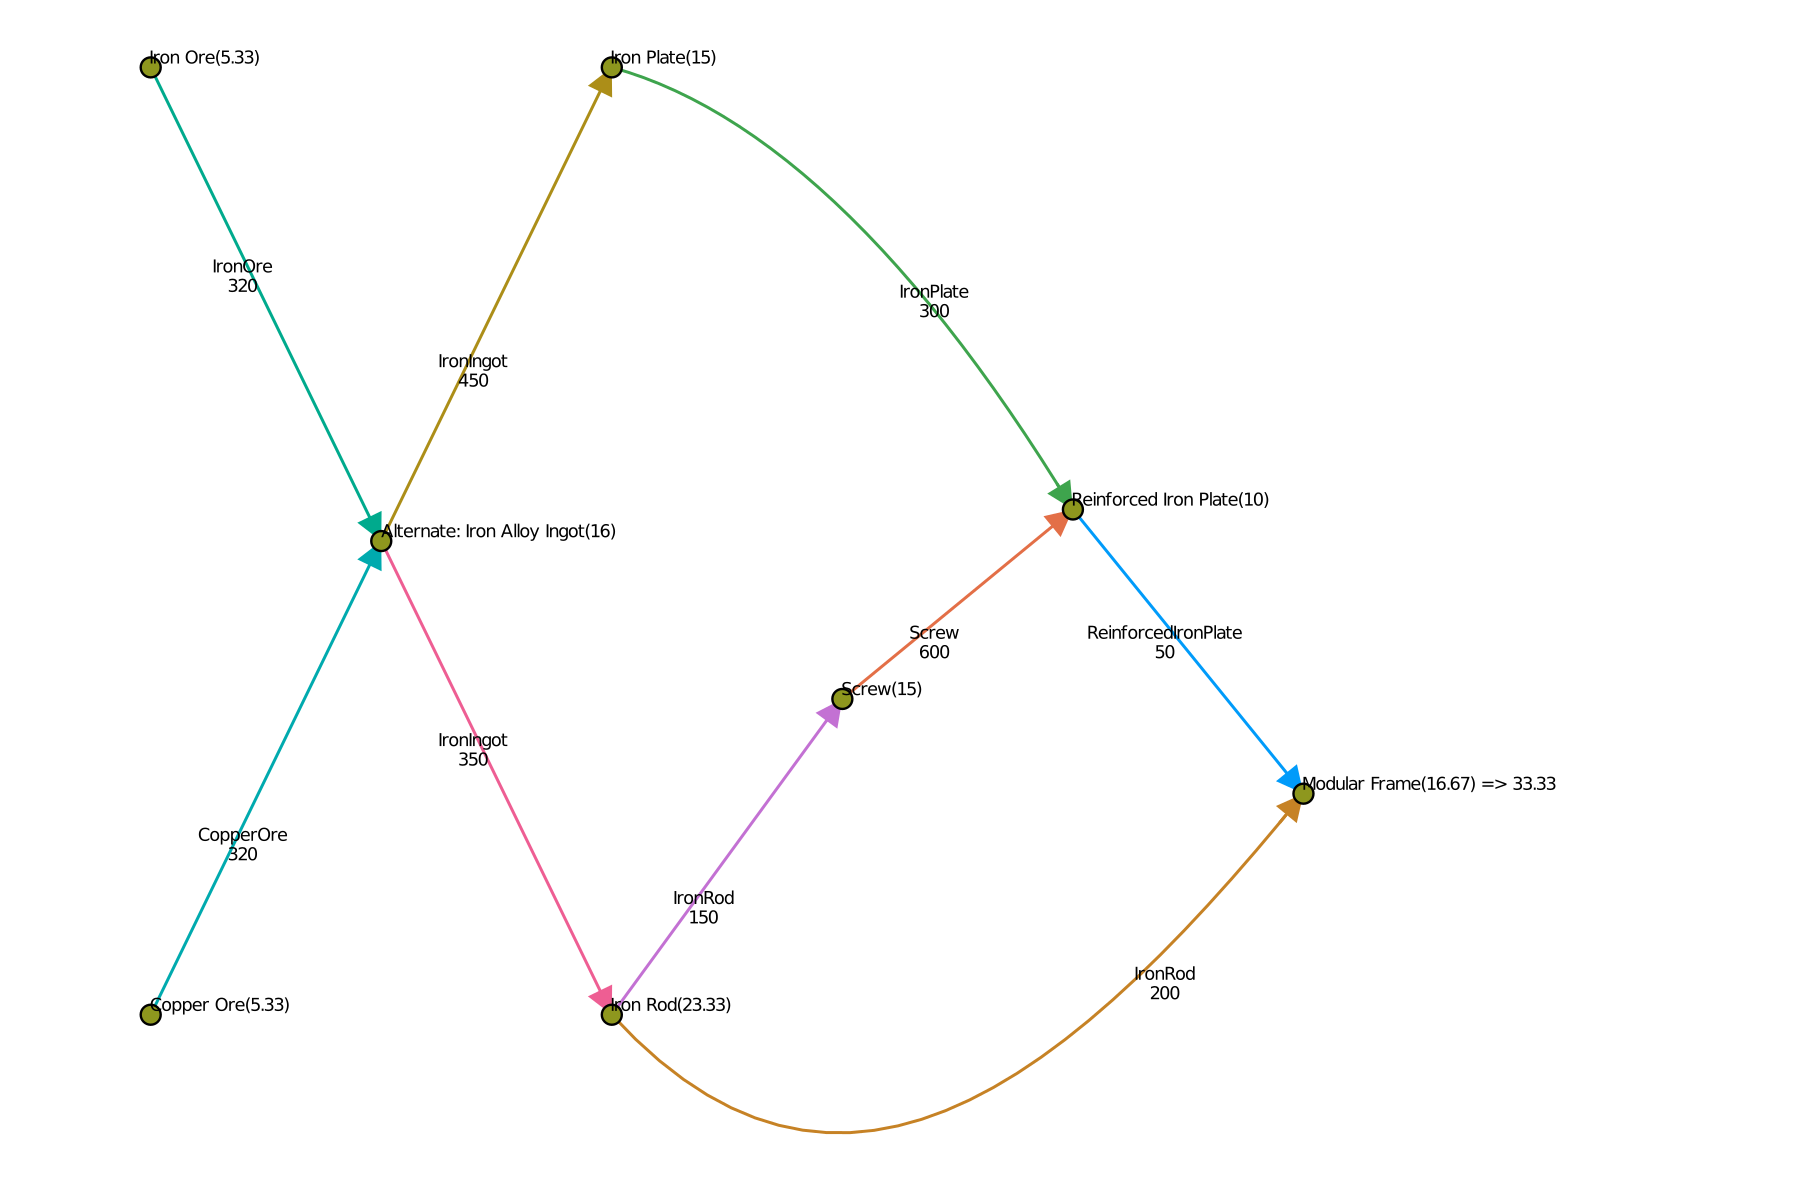 Iron Ore(5.33)
Iron Plate(15)
IronOre
320
IronPlate
300
IronIngot
450
Reinforced Iron Plate(10)
Alternate: Iron Alloy Ingot(16)
Screw
600
ReinforcedIronPlate
50
Screw(15)
IronIngot
350
Modular Frame(16.67) => 33.33
CopperOre
320
IronRod
150
IronRod
200
Copper Ore(5.33)
Iron Rod(23.33)